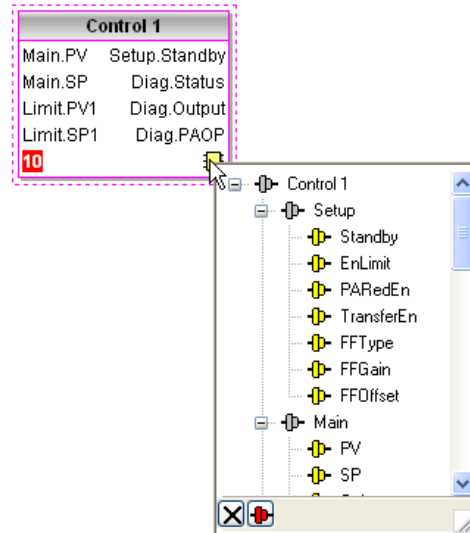 Control 1
Main.PV Setup.Standby
Main.SP Diag.Status
Limit.PV1 Diag.Output
Limit.SP1 Diag.PAOP
10
Control 1
Setup
Standby
EnLimit
PARedEn
TransferEn
FFType
FFGain
FFOffset
Main
PV
SP